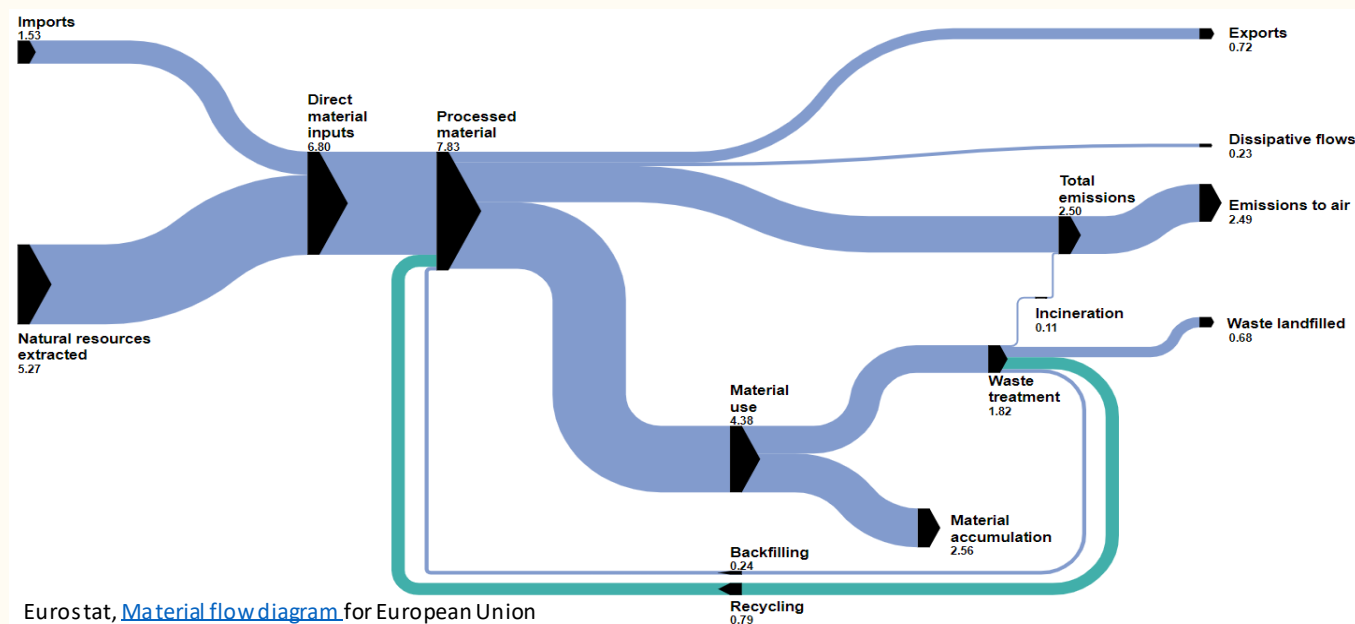 Imports
1.53
Exports
0.72
Direct
material
inputs
6.80
Processed
material
7.83
Dissipative flows
0.23
Total
emissions
2.50
Emissions to air
2.49
Incineration
0.11
Waste landfilled
0.68
Natural resources
extracted
5.27
Waste
treatment
1.82
Material
use
4.38
Material
accumulation
2.56
Backfilling
0.24
Recycling
0.79
Eurostat, Material flow diagram for European Union